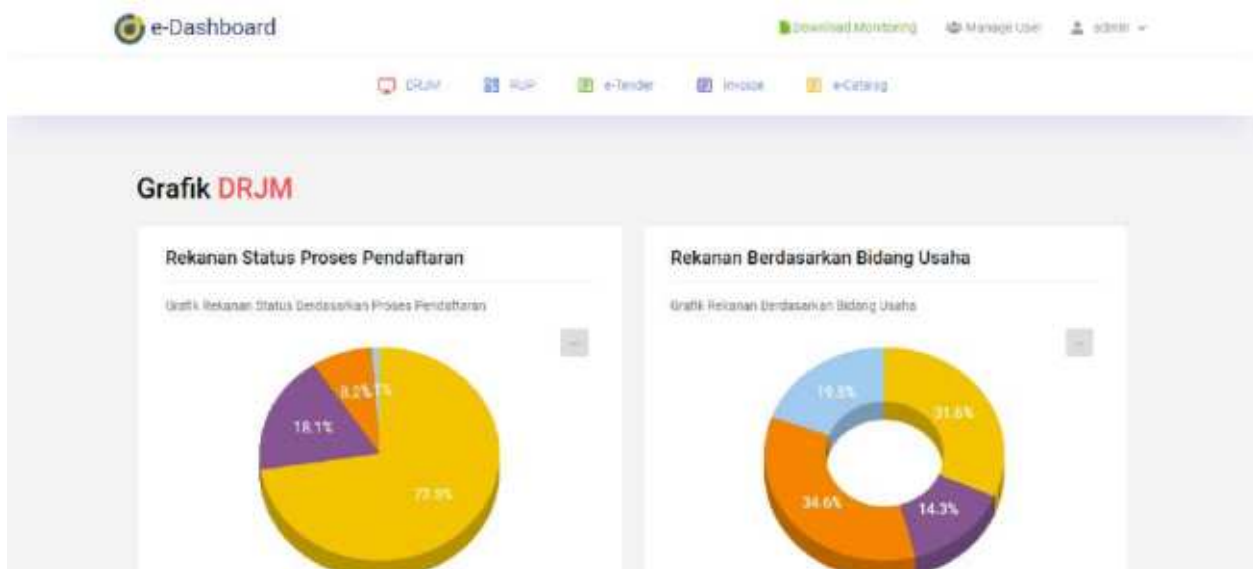 e-Dashboard
Download Monitoring Manage User admin
DRJM RUP e-Tender Invoice e-Catalog
Grafik DRJM
Rekanan Status Proses Pendaftaran
Grafik Rekanan Status Berdasarkan Proses Pendaftaran
8.2%
18.1%
Rekanan Berdasarkan Bidang Usaha
Grafik Rekanan Berdasarkan Bidang Usaha
31.6%
34.6%
14.3%